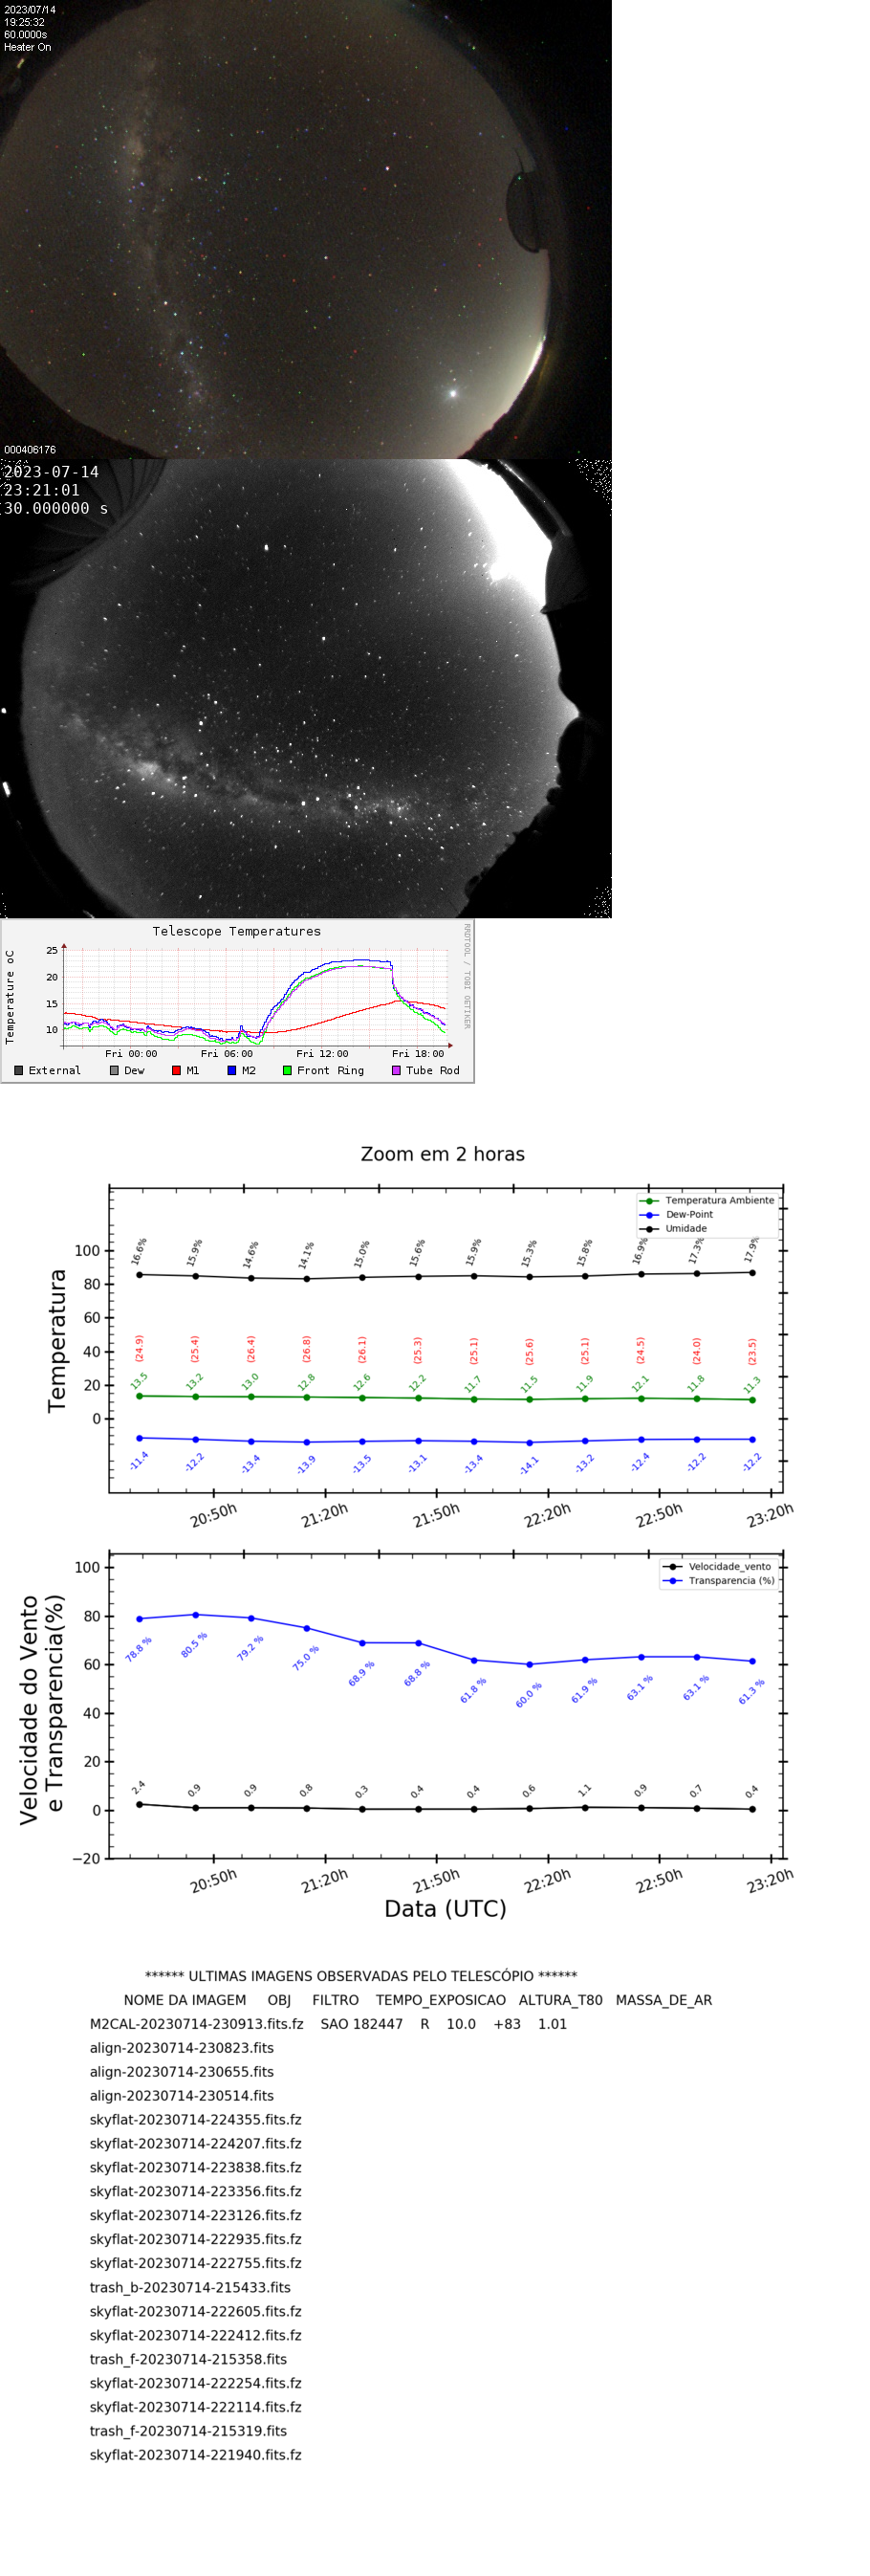 2023/07/14
19:25:32
60.0000s
Heater On
000406176
2023-07-14
23:21:01
30.000000 s
Telescope Temperatures
RRDTOOL / TOBI OETIKER
Temperature oC
25
20
15
10
Fri 00:00 Fri 06:00 Fri 12:00 Fri 18:00
External Dew M1 M2 Front Ring Tube Rod
Zoom em 2 horas
Temperatura Ambiente
Dew-Point
Umidade
Temperatura
100
80
60
40
20
0
16.6% 15.9% 14.6% 14.1% 15.0% 15.6% 15.9% 15.3% 15.8% 16.9% 17.3% 17.9%
(24.9) (25.4) (26.4) (26.8) (26.1) (25.3) (25.1) (25.6) (25.1) (24.5) (24.0) (23.5)
13.5 13.2 13.0 12.8 12.6 12.2 11.7 11.5 11.9 12.1 11.8 11.3
-11.4 -12.2 -13.4 -13.9 -13.5 -13.1 -13.4 -14.1 -13.2 -12.4 -12.2 -12.2
20:50h 21:20h 21:50h 22:20h 22:50h 23:20h
Velocidade_vento
Transparencia (%)
Velocidade do Vento
e Transparencia(%)
100
80
60
40
20
0
−20
78.8 % 80.5 % 79.2 % 75.0 % 68.9 % 68.8 % 61.8 % 60.0 % 61.9 % 63.1 % 63.1 % 61.3 %
2.4 0.9 0.9 0.8 0.3 0.4 0.4 0.6 1.1 0.9 0.7 0.4
20:50h 21:20h 21:50h 22:20h 22:50h 23:20h
Data (UTC)
****** ULTIMAS IMAGENS OBSERVADAS PELO TELESCÓPIO ******
NOME DA IMAGEM OBJ FILTRO TEMPO_EXPOSICAO ALTURA_T80 MASSA_DE_AR
M2CAL-20230714-230913.fits.fz SAO 182447 R 10.0 +83 1.01
align-20230714-230823.fits
align-20230714-230655.fits
align-20230714-230514.fits
skyflat-20230714-224355.fits.fz
skyflat-20230714-224207.fits.fz
skyflat-20230714-223838.fits.fz
skyflat-20230714-223356.fits.fz
skyflat-20230714-223126.fits.fz
skyflat-20230714-222935.fits.fz
skyflat-20230714-222755.fits.fz
trash_b-20230714-215433.fits
skyflat-20230714-222605.fits.fz
skyflat-20230714-222412.fits.fz
trash_f-20230714-215358.fits
skyflat-20230714-222254.fits.fz
skyflat-20230714-222114.fits.fz
trash_f-20230714-215319.fits
skyflat-20230714-221940.fits.fz